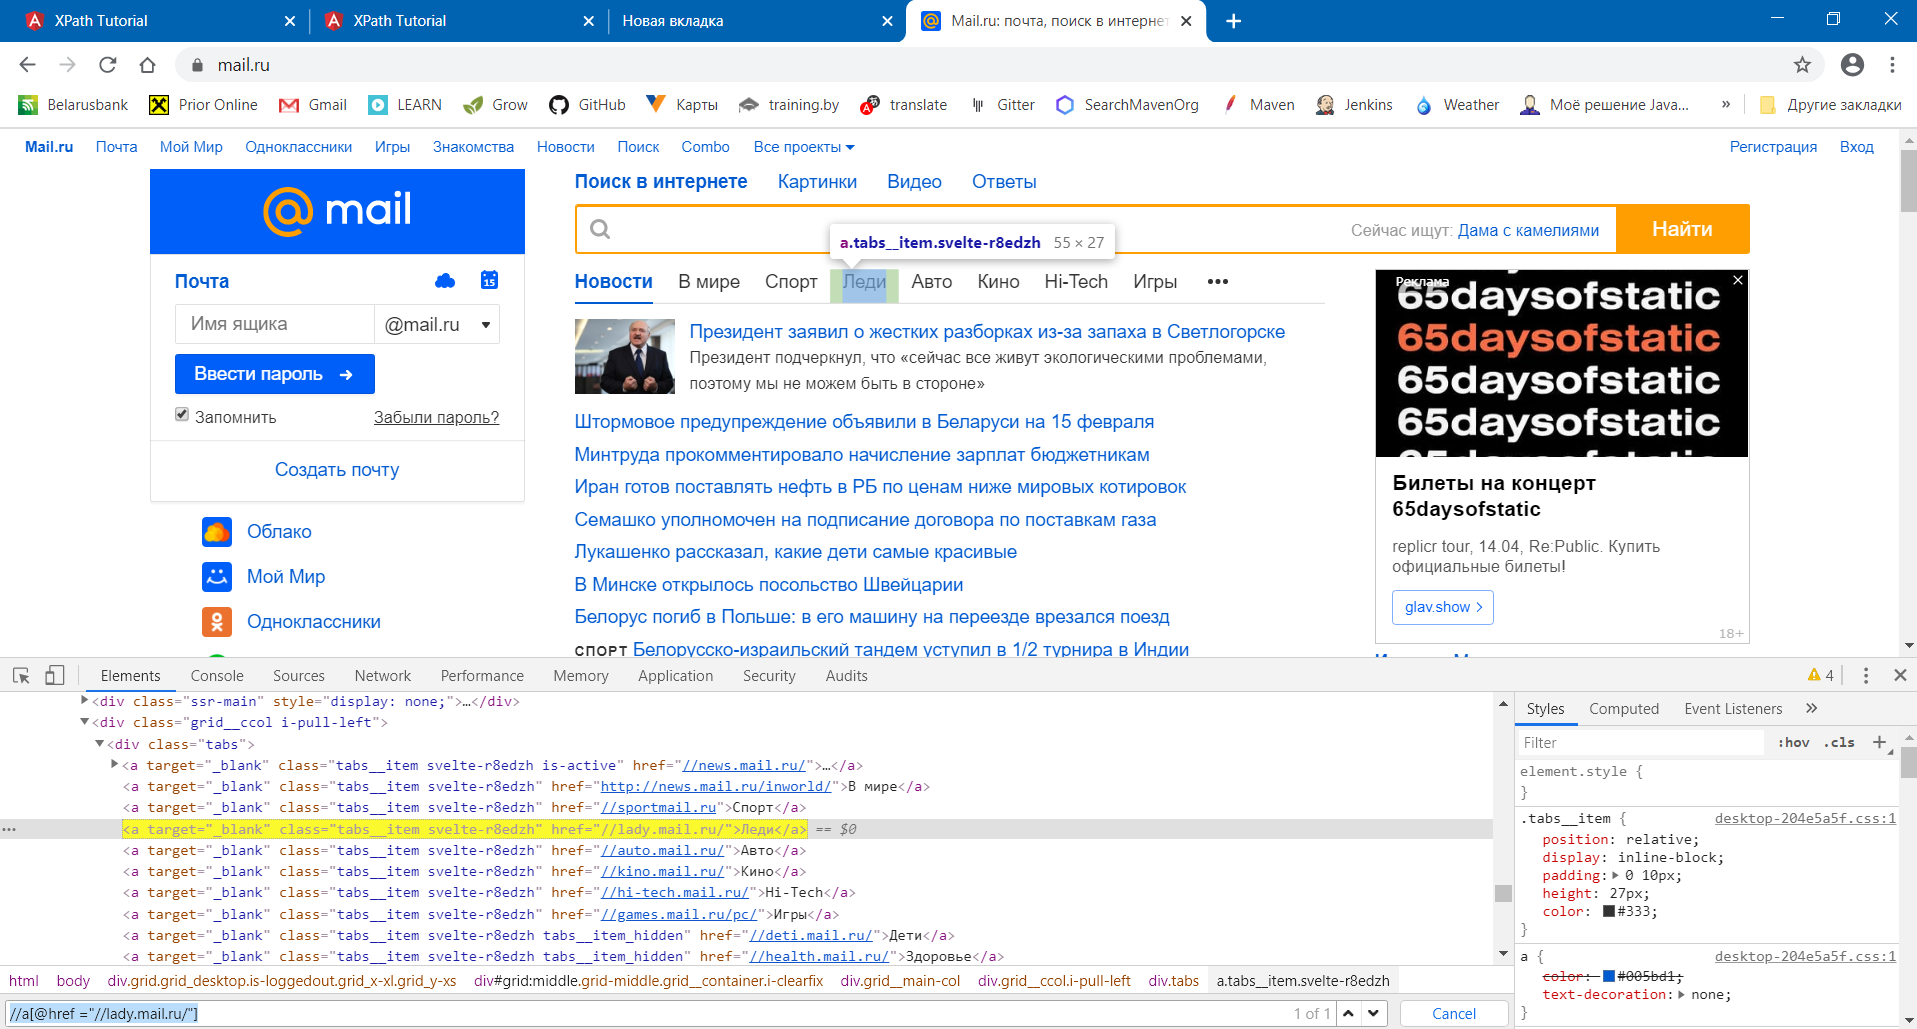 XPath Tutorial
XPath Tutorial
Новая вкладка
Mail.ru: почта, поиск в интернет
mail.ru
Belarusbank
Prior Online
Gmail
LEARN
Grow
GitHub
Карты
training.by
translate
Gitter
SearchMavenOrg
Maven
Jenkins
Weather
Моё решение Java...
»
Другие закладки
Mail.ru Почта Мой Мир Одноклассники Игры Знакомства Новости Поиск Combo Все проекты
Регистрация Вход
@mail
Почта
15
Имя ящика
@mail.ru
Ввести пароль →
Запомнить
Забыли пароль?
Создать почту
Облако
Мой Мир
Одноклассники
Поиск в интернете Картинки Видео Ответы
Сейчас ищут: Дама с камелиями
Найти
a.tabs__item.svelte-r8edzh 55 × 27
Новости В мире Спорт Леди Авто Кино Hi-Tech Игры •••
Президент заявил о жестких разборках из-за запаха в Светлогорске
Президент подчеркнул, что «сейчас все живут экологическими проблемами,
поэтому мы не можем быть в стороне»
Штормовое предупреждение объявили в Беларуси на 15 февраля
Минтруда прокомментировало начисление зарплат бюджетникам
Иран готов поставлять нефть в РБ по ценам ниже мировых котировок
Семашко уполномочен на подписание договора по поставкам газа
Лукашенко рассказал, какие дети самые красивые
В Минске открылось посольство Швейцарии
Белорус погиб в Польше: в его машину на переезде врезался поезд
СПОРТ Белорусско-израильский тандем уступил в 1/2 турнира в Индии
Реклама
65daysofstatic
65daysofstatic
65daysofstatic
65daysofstatic
Билеты на концерт
65daysofstatic
replicr tour, 14.04, Re:Public. Купить
официальные билеты!
glav.show
18+
Elements Console Sources Network Performance Memory Application Security Audits
4
<div class="ssr-main" style="display: none;">…</div>
<div class="grid__ccol i-pull-left">
<div class="tabs">
<a target="_blank" class="tabs__item svelte-r8edzh is-active" href="//news.mail.ru/">…</a>
<a target="_blank" class="tabs__item svelte-r8edzh" href="http://news.mail.ru/inworld/">В мире</a>
<a target="_blank" class="tabs__item svelte-r8edzh" href="//sportmail.ru">Спорт</a>
<a target="_blank" class="tabs__item svelte-r8edzh" href="//lady.mail.ru/">Леди</a> == $0
<a target="_blank" class="tabs__item svelte-r8edzh" href="//auto.mail.ru/">Авто</a>
<a target="_blank" class="tabs__item svelte-r8edzh" href="//kino.mail.ru/">Кино</a>
<a target="_blank" class="tabs__item svelte-r8edzh" href="//hi-tech.mail.ru/">Hi-Tech</a>
<a target="_blank" class="tabs__item svelte-r8edzh" href="//games.mail.ru/pc/">Игры</a>
<a target="_blank" class="tabs__item svelte-r8edzh tabs__item_hidden" href="//deti.mail.ru/">Дети</a>
<a target="_blank" class="tabs__item svelte-r8edzh tabs__item_hidden" href="//health.mail.ru/">Здоровье</a>
html body div.grid.grid_desktop.is-loggedout.grid_x-xl.grid_y-xs div#grid:middle.grid-middle.grid__container.i-clearfix div.grid__main-col div.grid__ccol.i-pull-left div.tabs a.tabs__item.svelte-r8edzh
//a[@href ="//lady.mail.ru/"]
1 of 1
Cancel
Styles Computed Event Listeners »
Filter
:hov .cls +
element.style {
}
.tabs__item { desktop-204e5a5f.css:1
position: relative;
display: inline-block;
padding: 0 10px;
height: 27px;
color: #333;
}
a { desktop-204e5a5f.css:1
color: #005bd1;
text-decoration: none;
}